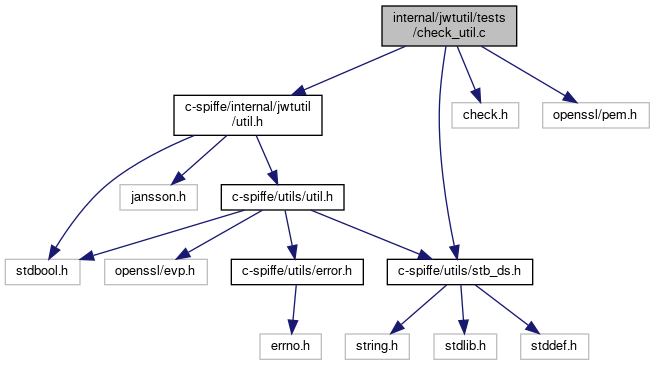 internal/jwtutil/tests
/check_util.c
c-spiffe/internal/jwtutil
/util.h
check.h
openssl/pem.h
jansson.h
c-spiffe/utils/util.h
stdbool.h
openssl/evp.h
c-spiffe/utils/error.h
c-spiffe/utils/stb_ds.h
errno.h
string.h
stdlib.h
stddef.h